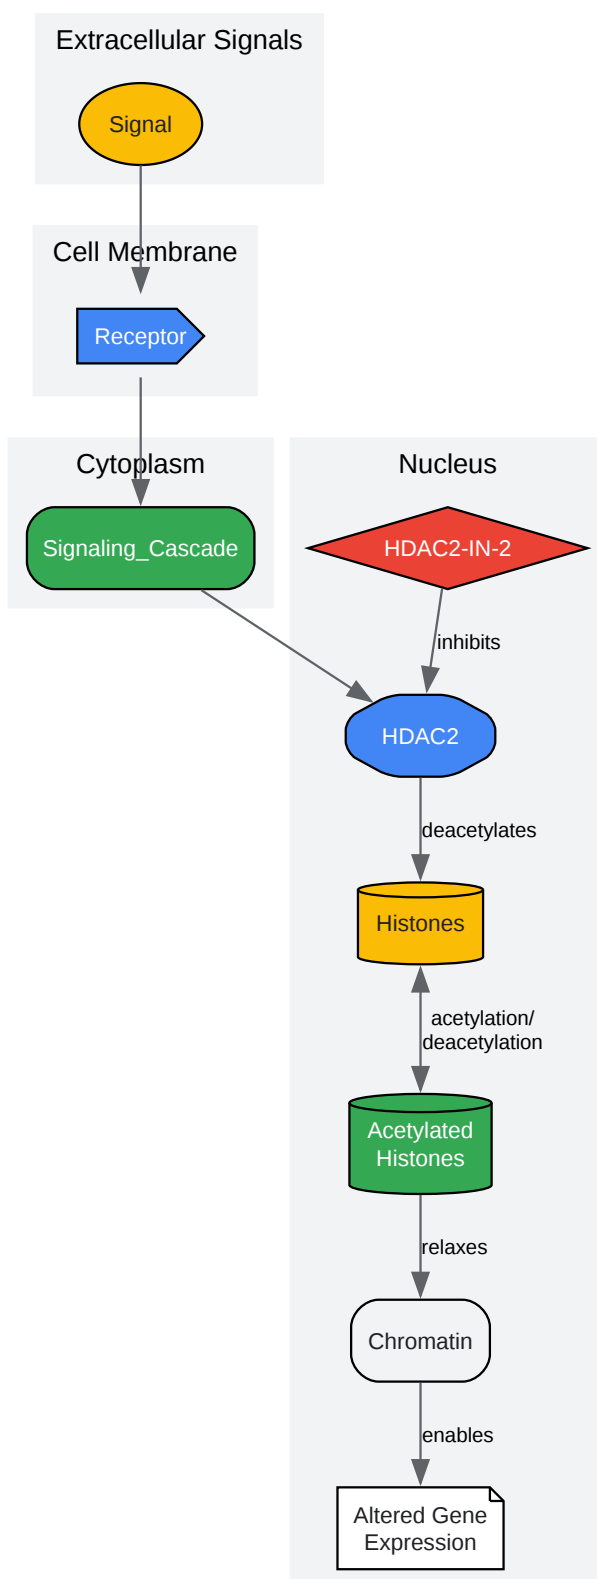 Extracellular Signals
Signal
Cell Membrane
Receptor
Cytoplasm
Signaling_Cascade
Nucleus
HDAC2-IN-2
inhibits
HDAC2
deacetylates
Histones
acetylation/
deacetylation
Acetylated
Histones
relaxes
Chromatin
enables
Altered Gene
Expression